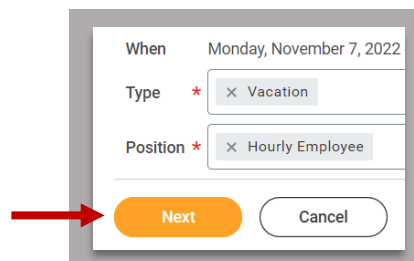 When Monday, November 7, 2022
Type * × Vacation
Position * × Hourly Employee
Next Cancel